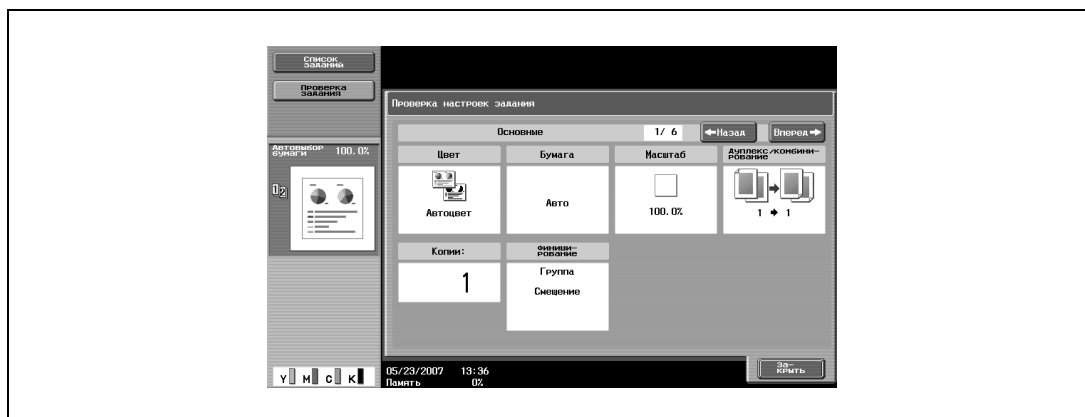 Список
заданий
Проверка
задания
Проверка настроек задания
Основные 1/ 6 Назад Вперед
Автовыбор
бумаги 100.0%
Цвет Бумага Масштаб Дуплекс/комбини-
рование
12
Автоцвет
Авто
100.0%
1 1
Копии: Финиши-
рование
1
Группа
Смещение
За-
крыть
Y M C K
05/23/2007 13:36
Память 0%